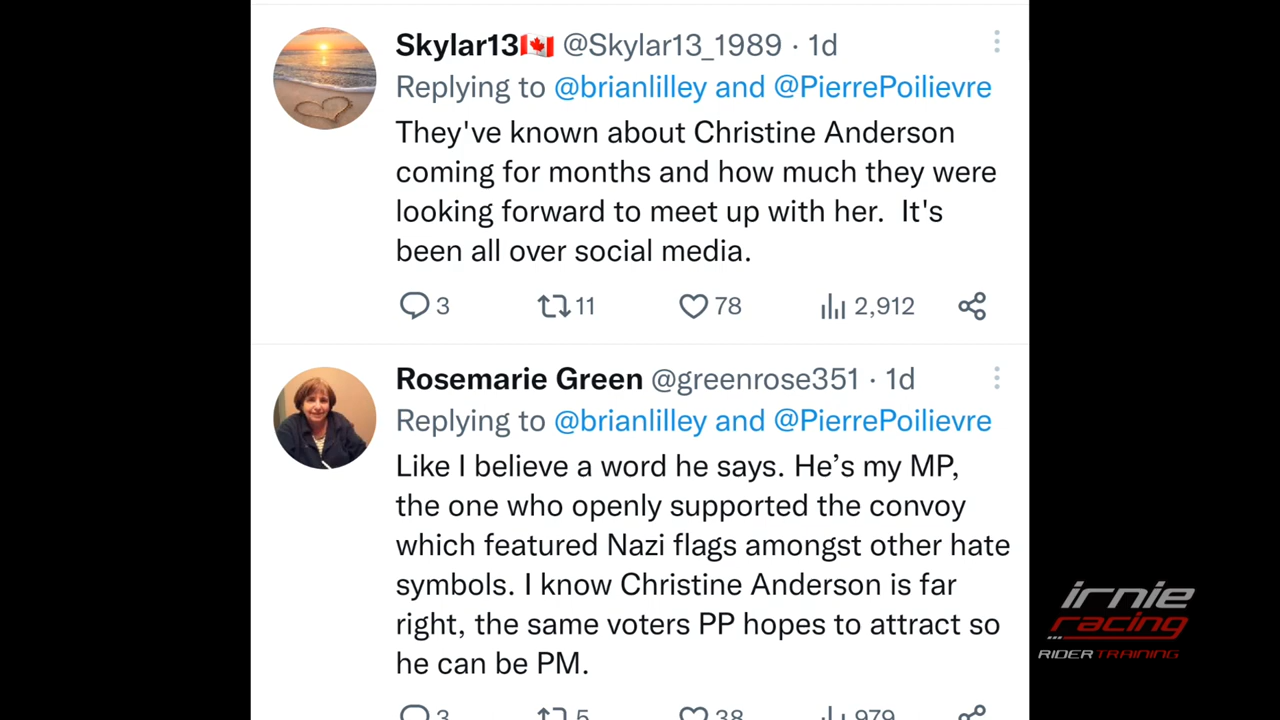 Skylar13🇨🇦 @Skylar13_1989 · 1d
Replying to @brianlilley and @PierrePoilievre
They've known about Christine Anderson
coming for months and how much they were
looking forward to meet up with her.  It's
been all over social media.
3 11 78 2,912
Rosemarie Green @greenrose351 · 1d
Replying to @brianlilley and @PierrePoilievre
Like I believe a word he says. He’s my MP,
the one who openly supported the convoy
which featured Nazi flags amongst other hate
symbols. I know Christine Anderson is far
right, the same voters PP hopes to attract so
he can be PM.
3 5 38 979
irnie
racing
RIDER TRAINING